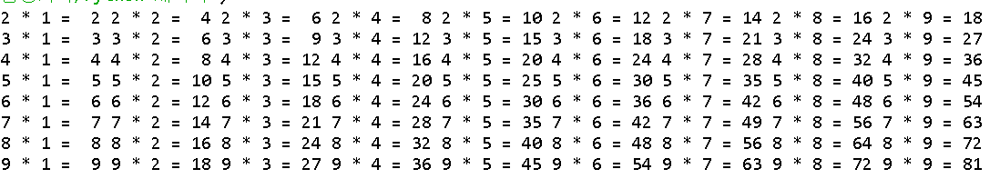 2 * 1 =  2 2 * 2 =  4 2 * 3 =  6 2 * 4 =  8 2 * 5 = 10 2 * 6 = 12 2 * 7 = 14 2 * 8 = 16 2 * 9 = 18
3 * 1 =  3 3 * 2 =  6 3 * 3 =  9 3 * 4 = 12 3 * 5 = 15 3 * 6 = 18 3 * 7 = 21 3 * 8 = 24 3 * 9 = 27
4 * 1 =  4 4 * 2 =  8 4 * 3 = 12 4 * 4 = 16 4 * 5 = 20 4 * 6 = 24 4 * 7 = 28 4 * 8 = 32 4 * 9 = 36
5 * 1 =  5 5 * 2 = 10 5 * 3 = 15 5 * 4 = 20 5 * 5 = 25 5 * 6 = 30 5 * 7 = 35 5 * 8 = 40 5 * 9 = 45
6 * 1 =  6 6 * 2 = 12 6 * 3 = 18 6 * 4 = 24 6 * 5 = 30 6 * 6 = 36 6 * 7 = 42 6 * 8 = 48 6 * 9 = 54
7 * 1 =  7 7 * 2 = 14 7 * 3 = 21 7 * 4 = 28 7 * 5 = 35 7 * 6 = 42 7 * 7 = 49 7 * 8 = 56 7 * 9 = 63
8 * 1 =  8 8 * 2 = 16 8 * 3 = 24 8 * 4 = 32 8 * 5 = 40 8 * 6 = 48 8 * 7 = 56 8 * 8 = 64 8 * 9 = 72
9 * 1 =  9 9 * 2 = 18 9 * 3 = 27 9 * 4 = 36 9 * 5 = 45 9 * 6 = 54 9 * 7 = 63 9 * 8 = 72 9 * 9 = 81